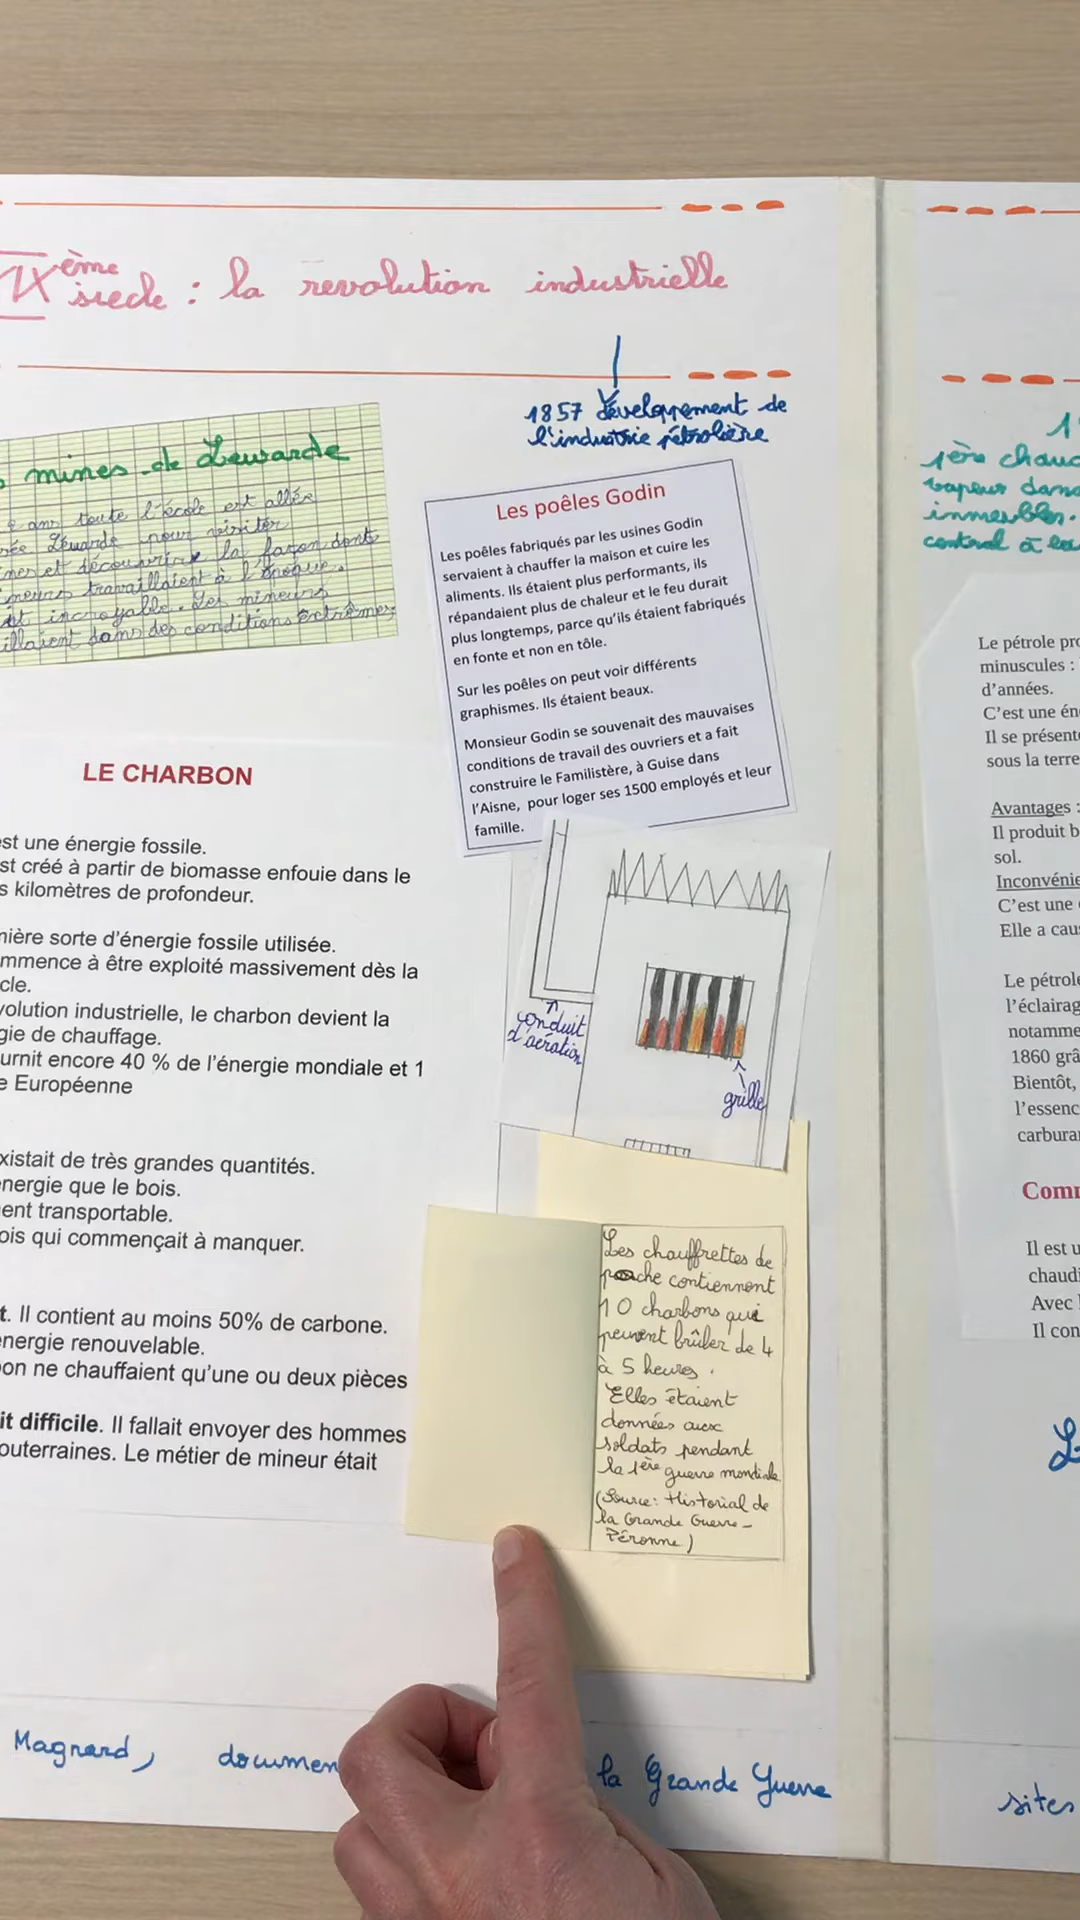 XIXème siecle : la revolution industrielle
1857 développement de
l'industrie pétrolière
mines de Lewarde
ans toute l'école est allée
Lewarde pour visiter
et découvrir la façon dont
travaillaient à l'époque.
incroyable. Les mineurs
dans des conditions extrêmes
Les poêles Godin
Les poêles fabriqués par les usines Godin
servaient à chauffer la maison et cuire les
aliments. Ils étaient plus performants, ils
répandaient plus de chaleur et le feu durait
plus longtemps, parce qu'ils étaient fabriqués
en fonte et non en tôle.
Sur les poêles on peut voir différents
graphismes. Ils étaient beaux.
Monsieur Godin se souvenait des mauvaises
conditions de travail des ouvriers et a fait
construire le Familistère, à Guise dans
l'Aisne, pour loger ses 1500 employés et leur
famille.
LE CHARBON
est une énergie fossile.
st créé à partir de biomasse enfouie dans le
s kilomètres de profondeur.
mière sorte d'énergie fossile utilisée.
mmence à être exploité massivement dès la
cle.
volution industrielle, le charbon devient la
gie de chauffage.
urnit encore 40 % de l'énergie mondiale et 1
e Européenne
xistait de très grandes quantités.
nergie que le bois.
ent transportable.
ois qui commençait à manquer.
t. Il contient au moins 50% de carbone.
nergie renouvelable.
on ne chauffaient qu'une ou deux pièces
it difficile. Il fallait envoyer des hommes
outerraines. Le métier de mineur était
conduit
d'aération
grille
Les chauffrettes de
poche contiennent
10 charbons qui
peuvent brûler de 4
à 5 heures.
Elles étaient
données aux
soldats pendant
la 1ère guerre mondiale
(Source: Historial de
la Grande Guerre -
Péronne)
Magnard, documen la Grande Guerre
1ère chau
vapeur dans
immeubles.
central à
Le pétrole pro
minuscules :
d'années.
C'est une én
Il se présente
sous la terre
Avantages :
Il produit b
sol.
Inconvénie
C'est une
Elle a cau
Le pétrole
l'éclairag
notamme
1860 grâ
Bientôt,
l'essenc
carbura
Comm
Il est u
chaudi
Avec l
Il con
sites